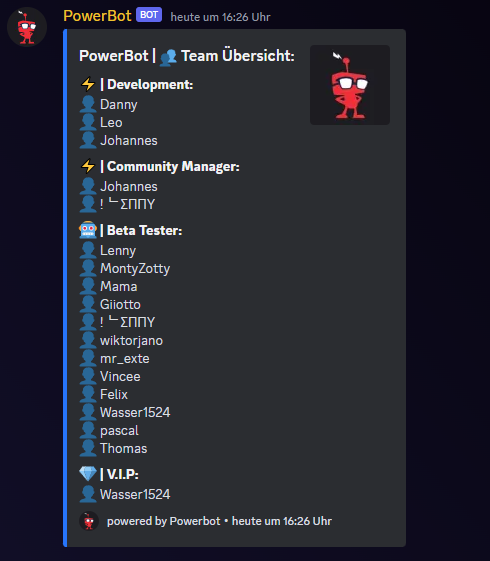 PowerBot BOT heute um 16:26 Uhr
PowerBot | 👥 Team Übersicht:
⚡ | Development:
👤 Danny
👤 Leo
👤 Johannes
⚡ | Community Manager:
👤 Johannes
👤 ! ᄂΣППΥ
🤖 | Beta Tester:
👤 Lenny
👤 MontyZotty
👤 Mama
👤 Giiotto
👤 ! ᄂΣППΥ
👤 wiktorjano
👤 mr_exte
👤 Vincee
👤 Felix
👤 Wasser1524
👤 pascal
👤 Thomas
💎 | V.I.P:
👤 Wasser1524
powered by Powerbot • heute um 16:26 Uhr